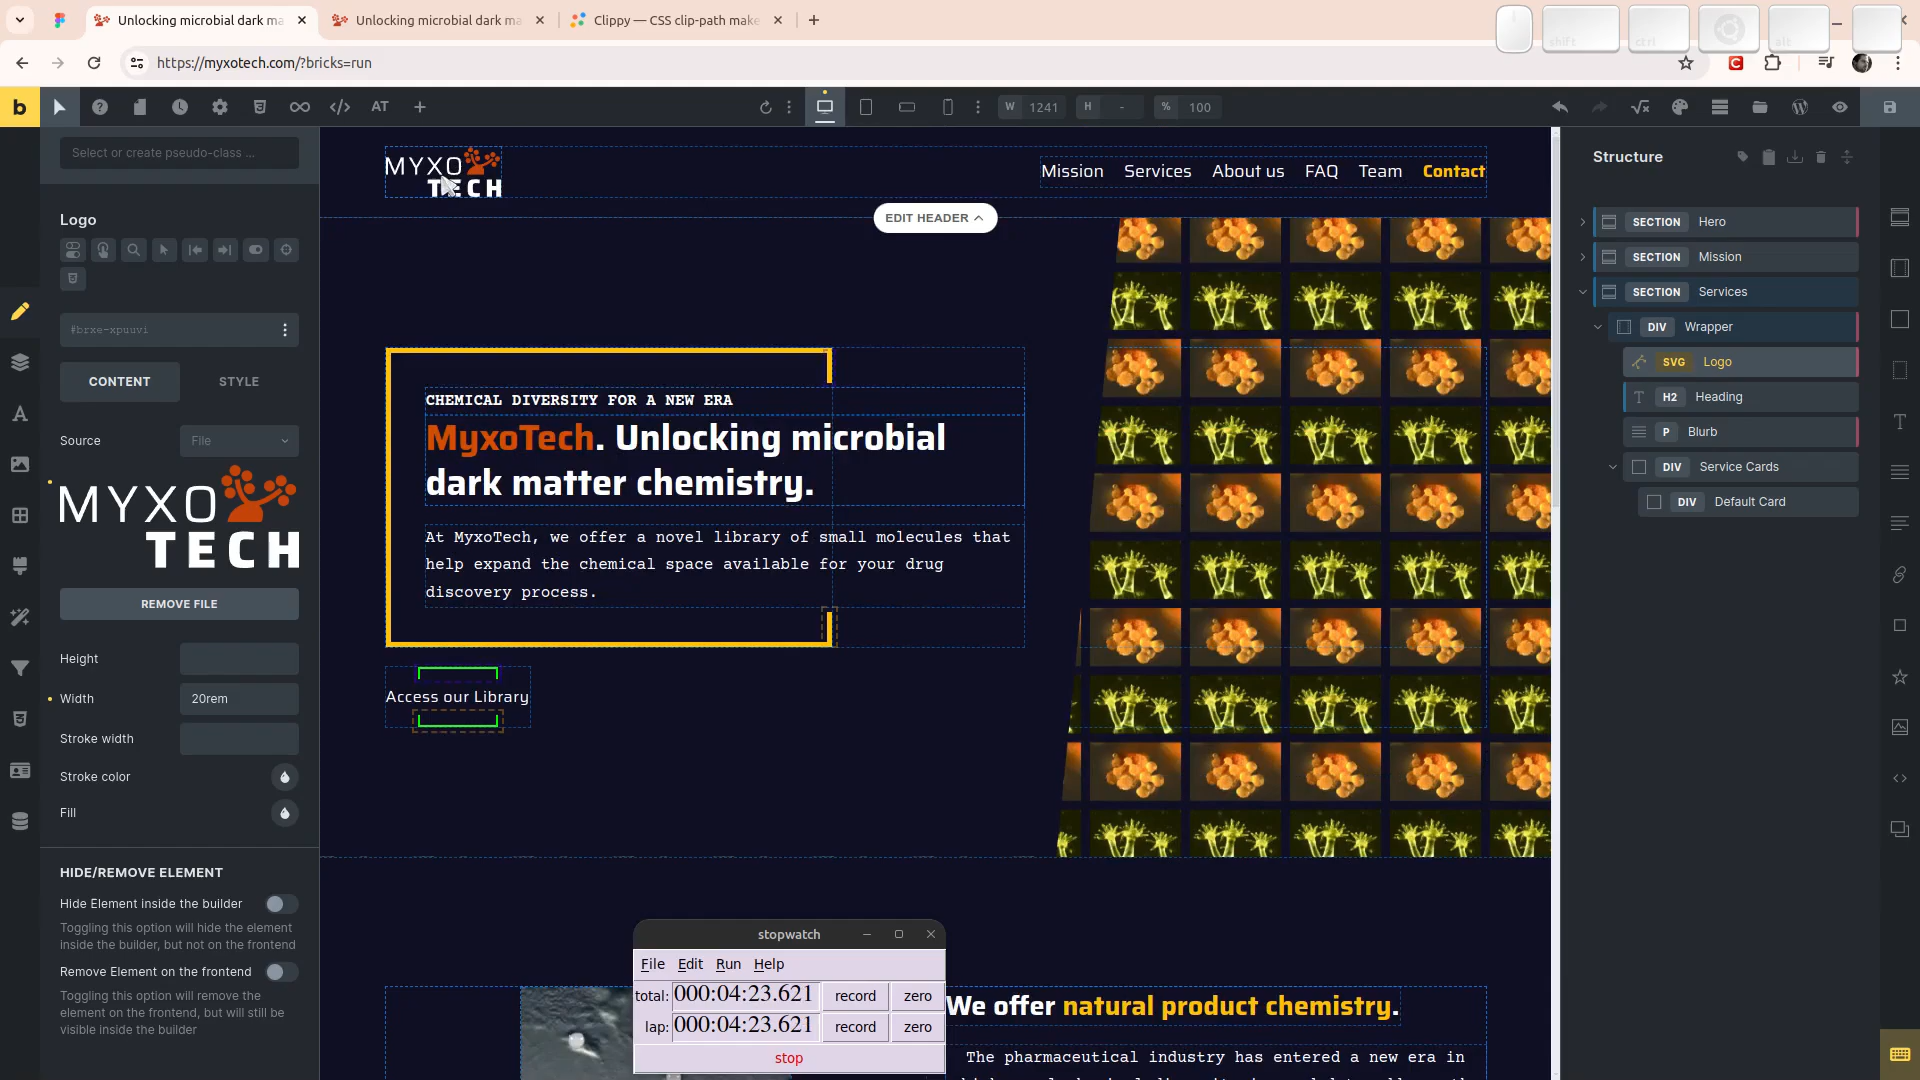 Unlocking microbial dark ma
Unlocking microbial dark ma
Clippy — CSS clip-path make
shift
ctrl
alt
https://myxotech.com/?bricks=run
b
AT
W 1241
H -
% 100
Select or create pseudo-class ...
Logo
#brxe-xpuuvi
CONTENT
STYLE
Source
File
MYXO
TECH
REMOVE FILE
Height
Width
20rem
Stroke width
Stroke color
Fill
HIDE/REMOVE ELEMENT
Hide Element inside the builder
Toggling this option will hide the element
inside the builder, but not on the frontend
Remove Element on the frontend
Toggling this option will remove the
element on the frontend, but will still be
visible inside the builder
MYXO
TECH
Mission
Services
About us
FAQ
Team
Contact
EDIT HEADER
CHEMICAL DIVERSITY FOR A NEW ERA
MyxoTech. Unlocking microbial
dark matter chemistry.
At MyxoTech, we offer a novel library of small molecules that
help expand the chemical space available for your drug
discovery process.
Access our Library
stopwatch
File Edit Run Help
total: 000:04:23.621 record zero
lap: 000:04:23.621 record zero
stop
We offer natural product chemistry.
The pharmaceutical industry has entered a new era in
Structure
SECTION Hero
SECTION Mission
SECTION Services
DIV Wrapper
SVG Logo
H2 Heading
P Blurb
DIV Service Cards
DIV Default Card